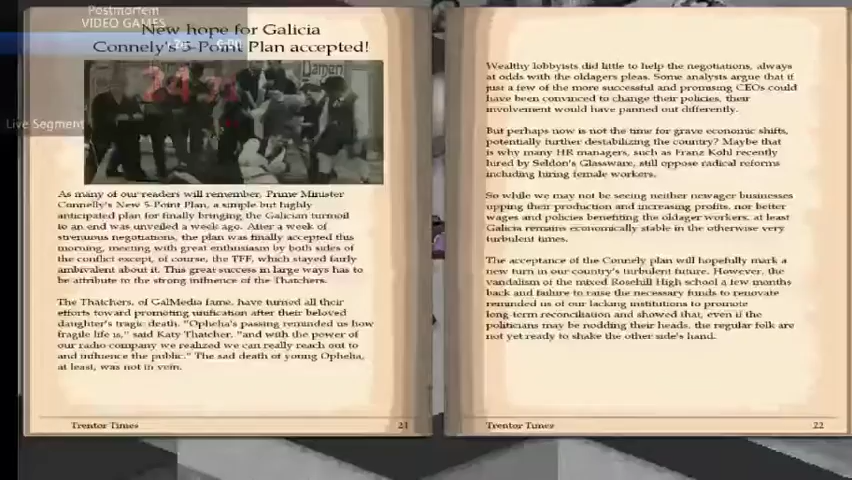 Postmortem
VIDEO GAMES
New hope for Galicia
Connely's 5-Point Plan accepted!
Damen
Live Segment
As many of our readers will remember, Prime Minister
Connelly's New 5-Point Plan, a simple but highly
anticipated plan for finally bringing the Galician turmoil
to an end was unveiled a week ago. After a week of
strenuous negotiations, the plan was finally accepted this
morning, meeting with great enthusiasm by both sides of
the conflict except, of course, the TFF, which stayed fairly
ambivalent about it. This great success in large ways has to
be attribute to the strong influence of the Thatchers.
The Thatchers, of GalMedia fame, have turned all their
efforts toward promoting unification after their beloved
daughter's tragic death. "Ophelia's passing reminded us how
fragile life is," said Katy Thatcher, "and with the power of
our radio company we realized we can really reach out to
and influence the public." The sad death of young Ophelia,
at least, was not in vein.
Trentor Times
21
Wealthy lobbyists did little to help the negotiations, always
at odds with the oldagers pleas. Some analysts argue that if
just a few of the more successful and promising CEOs could
have been convinced to change their policies, their
involvement would have panned out differently.
But perhaps now is not the time for grave economic shifts,
potentially further destabilizing the country? Maybe that
is why many HR managers, such as Franz Kohl recently
hired by Seldon's Glassware, still oppose radical reforms
including hiring female workers.
So while we may not be seeing neither newager businesses
opping their production and increasing profits, nor better
wages and policies benefiting the oldager workers, at least
Galicia remains economically stable in the otherwise very
turbulent times.
The acceptance of the Connely plan will hopefully mark a
new turn in our country's turbulent future. However, the
vandalism of the mixed Rosehill High school a few months
back and failure to raise the necessary funds to renovate
reminded us of our lacking institutions to promote
long-term reconciliation and showed that, even if the
politicians may be nodding their heads, the regular folk are
not yet ready to shake the other side's hand.
Trentor Times
22